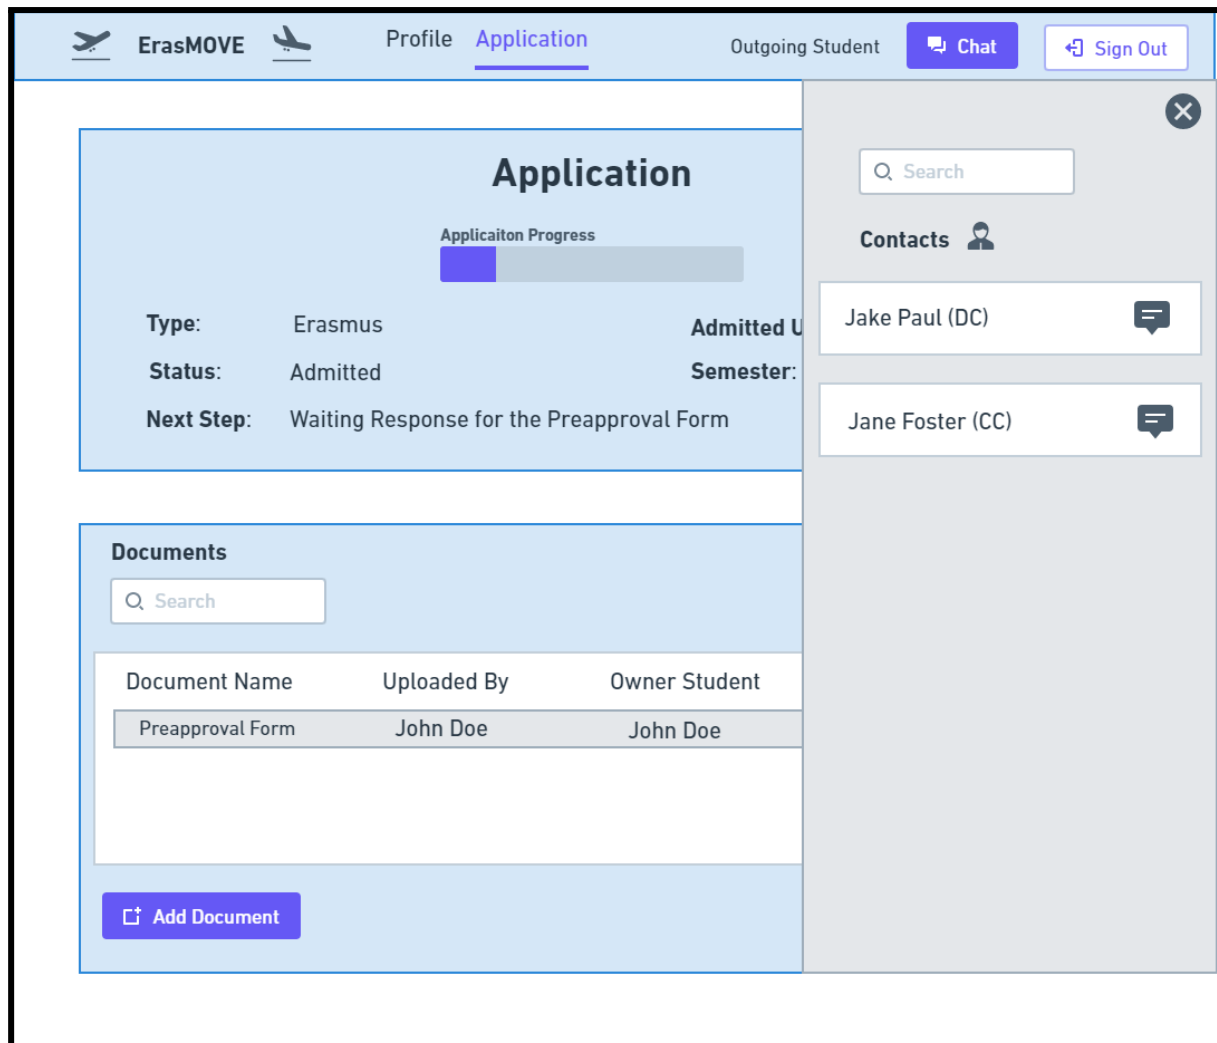 ErasMOVE
Profile
Application
Outgoing Student
Chat
Sign Out
Application
Applicaiton Progress
Type: Erasmus
Admitted U
Status: Admitted
Semester:
Next Step: Waiting Response for the Preapproval Form
Documents
Search
Document Name Uploaded By Owner Student
Preapproval Form John Doe John Doe
Add Document
Search
Contacts
Jake Paul (DC)
Jane Foster (CC)